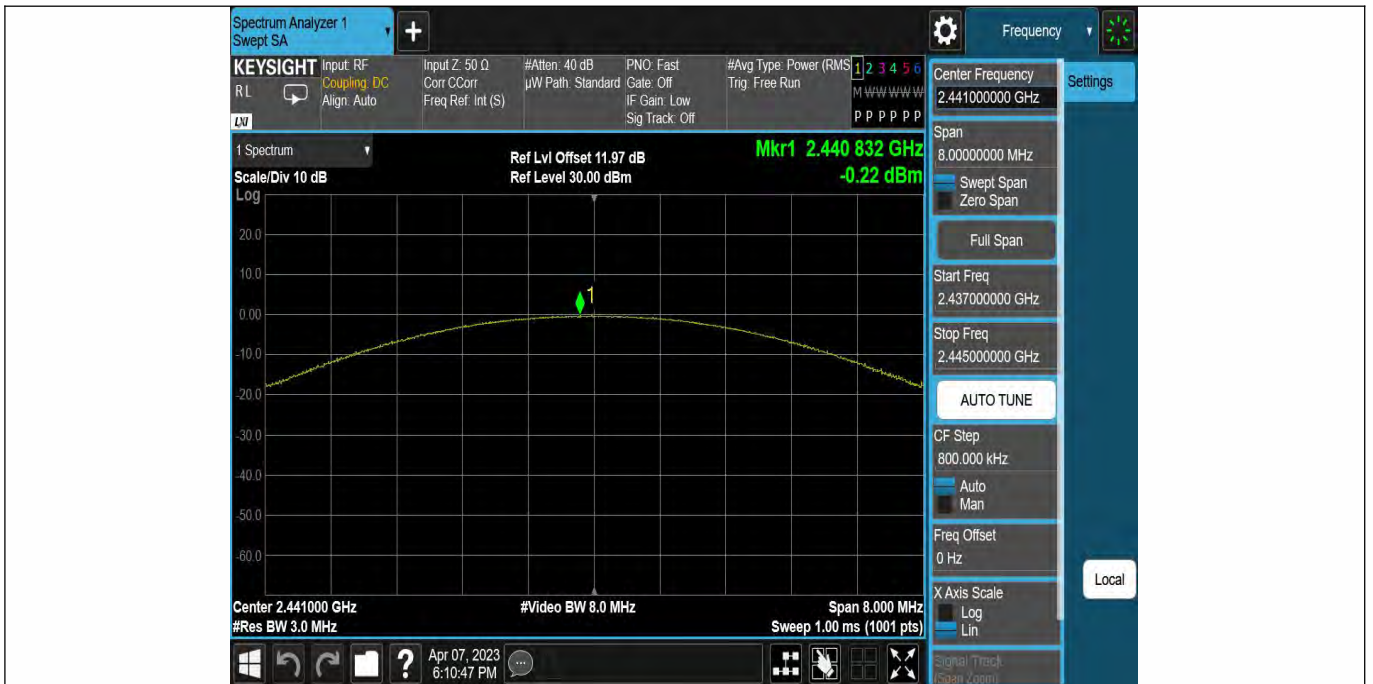 Spectrum Analyzer 1
Swept SA
+
Frequency
KEYSIGHT
RL
LXI
Input: RF
Coupling: DC
Align: Auto
Input Z: 50 Ω
Corr CCorr
Freq Ref: Int (S)
#Atten: 40 dB
µW Path: Standard
PNO: Fast
Gate: Off
IF Gain: Low
Sig Track: Off
#Avg Type: Power (RMS
Trig: Free Run
1 2 3 4 5 6
M W W W W W
P P P P P P
1 Spectrum
Scale/Div 10 dB
Log
Ref Lvl Offset 11.97 dB
Ref Level 30.00 dBm
Mkr1 2.440 832 GHz
-0.22 dBm
20.0
10.0
0.00
-10.0
-20.0
-30.0
-40.0
-50.0
-60.0
1
Center 2.441000 GHz
#Res BW 3.0 MHz
#Video BW 8.0 MHz
Span 8.000 MHz
Sweep 1.00 ms (1001 pts)
Center Frequency
2.441000000 GHz
Settings
Span
8.00000000 MHz
Swept Span
Zero Span
Full Span
Start Freq
2.437000000 GHz
Stop Freq
2.445000000 GHz
AUTO TUNE
CF Step
800.000 kHz
Auto
Man
Freq Offset
0 Hz
X Axis Scale
Log
Lin
Signal Track
(Span Zoom)
Local
?
Apr 07, 2023
6:10:47 PM